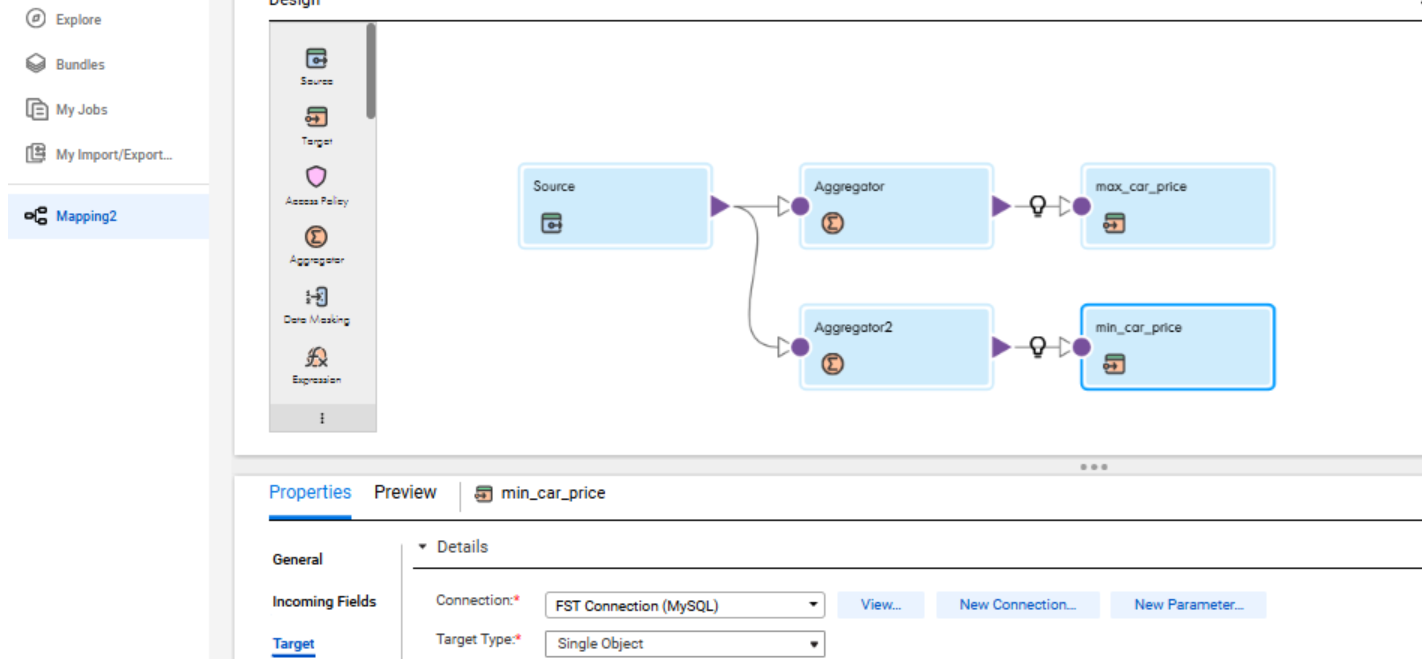 Design
Explore
Bundles
My Jobs
My Import/Export...
Mapping2
Source
Target
Access Policy
Aggregator
Data Masking
Expression
Source
Aggregator
max_car_price
Aggregator2
min_car_price
Properties Preview min_car_price
Details
General
Incoming Fields
Target
Connection:* FST Connection (MySQL) View... New Connection... New Parameter...
Target Type:* Single Object